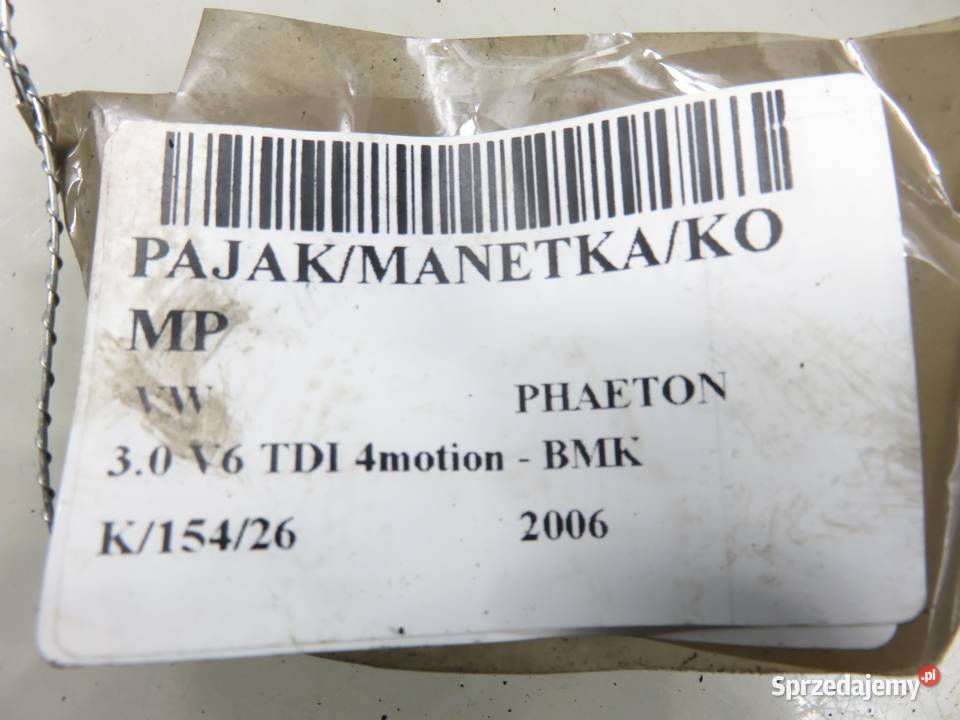 PAJAK/MANETKA/KO
MP
VW PHAETON
3.0 V6 TDI 4motion - BMK
K/154/26 2006
Sprzedajemy.pl